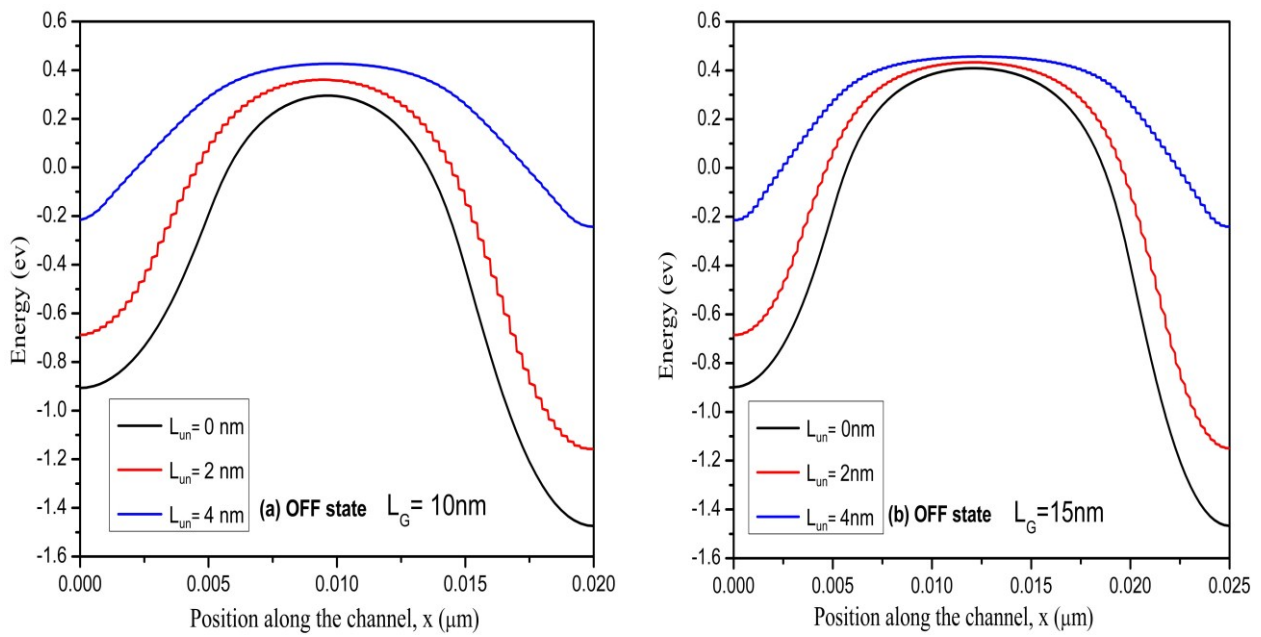 0.6
0.4
0.2
0.0
-0.2
-0.4
-0.6
-0.8
-1.0
-1.2
-1.4
-1.6
Energy (ev)
L_un= 0 nm
L_un= 2 nm
L_un= 4 nm
(a) OFF state L_G= 10nm
0.000 0.005 0.010 0.015 0.020
Position along the channel, x (μm)
0.6
0.4
0.2
0.0
-0.2
-0.4
-0.6
-0.8
-1.0
-1.2
-1.4
-1.6
Energy (ev)
L_un= 0nm
L_un= 2nm
L_un= 4nm
(b) OFF state L_G=15nm
0.000 0.005 0.010 0.015 0.020 0.025
Position along the channel, x (μm)